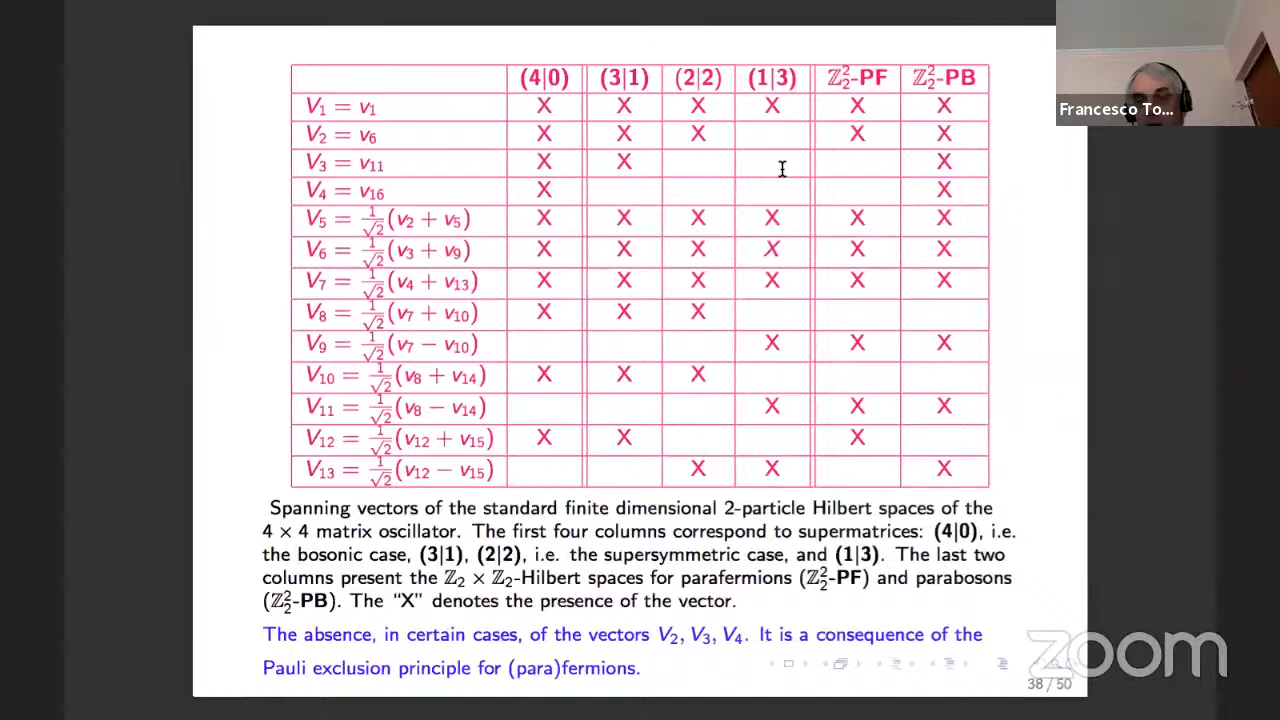 (4|0) (3|1) (2|2) (1|3) ℤ₂²-PF ℤ₂²-PB
V₁ = v₁ X X X X X X
V₂ = v₆ X X X X X
V₃ = v₁₁ X X X
V₄ = v₁₆ X X
V₅ = 1/√2 (v₂ + v₅) X X X X X X
V₆ = 1/√2 (v₃ + v₉) X X X X X X
V₇ = 1/√2 (v₄ + v₁₃) X X X X X X
V₈ = 1/√2 (v₇ + v₁₀) X X X
V₉ = 1/√2 (v₇ − v₁₀) X X X
V₁₀ = 1/√2 (v₈ + v₁₄) X X X
V₁₁ = 1/√2 (v₈ − v₁₄) X X X
V₁₂ = 1/√2 (v₁₂ + v₁₅) X X X
V₁₃ = 1/√2 (v₁₂ − v₁₅) X X X
Spanning vectors of the standard finite dimensional 2-particle Hilbert spaces of the
4 × 4 matrix oscillator. The first four columns correspond to supermatrices: (4|0), i.e.
the bosonic case, (3|1), (2|2), i.e. the supersymmetric case, and (1|3). The last two
columns present the ℤ₂ × ℤ₂-Hilbert spaces for parafermions (ℤ₂²-PF) and parabosons
(ℤ₂²-PB). The "X" denotes the presence of the vector.
The absence, in certain cases, of the vectors V₂, V₃, V₄. It is a consequence of the
Pauli exclusion principle for (para)fermions.
38 / 50
Francesco To...
zoom